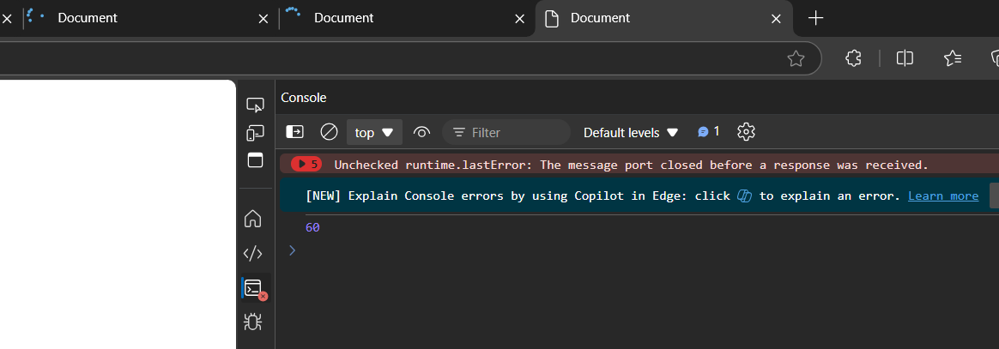 Document
Document
Document
Console
top
Filter
Default levels
1
5 Unchecked runtime.lastError: The message port closed before a response was received.
[NEW] Explain Console errors by using Copilot in Edge: click to explain an error. Learn more
60